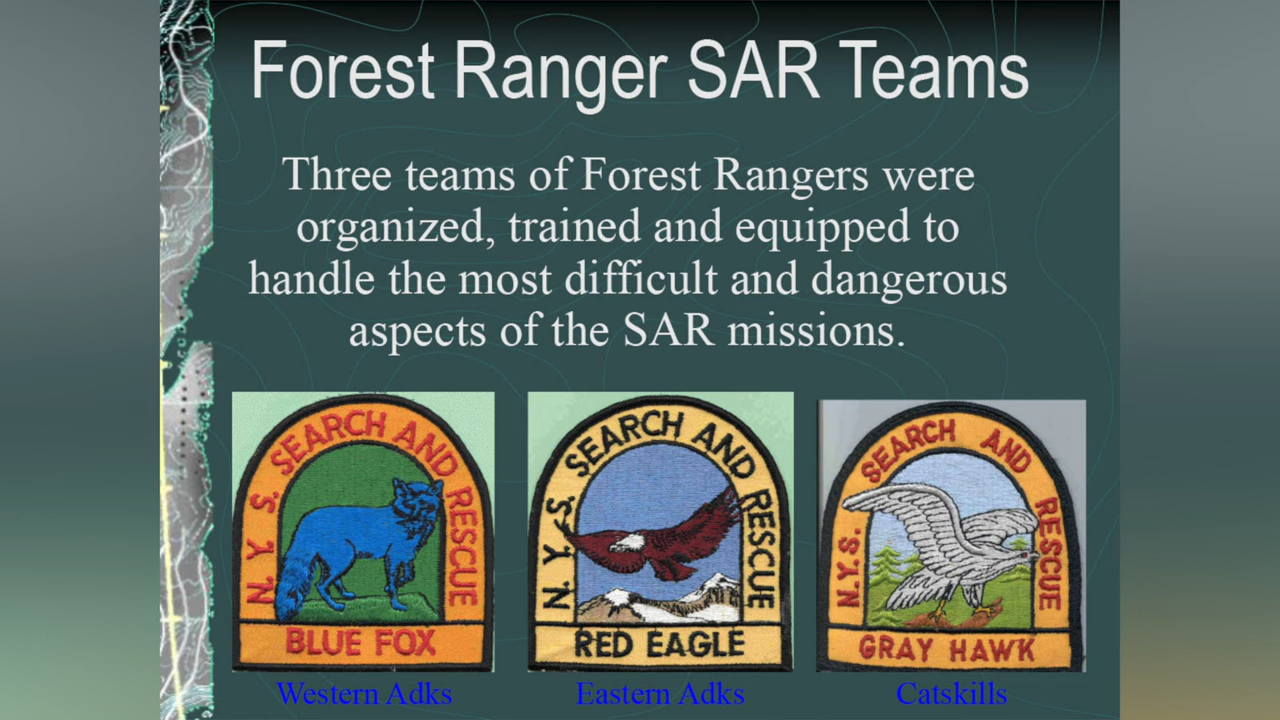 Forest Ranger SAR Teams
Three teams of Forest Rangers were
organized, trained and equipped to
handle the most difficult and dangerous
aspects of the SAR missions.
N. Y. S. SEARCH AND RESCUE
BLUE FOX
N. Y. S. SEARCH AND RESCUE
RED EAGLE
N.Y.S. SEARCH AND RESCUE
GRAY HAWK
Western Adks
Eastern Adks
Catskills